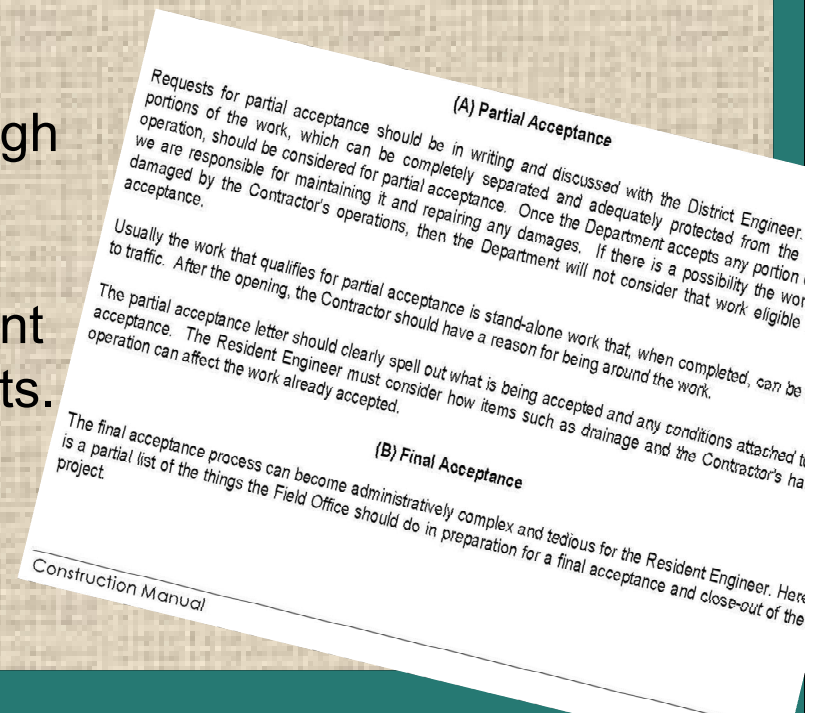 gh
nt
ts.
(A) Partial Acceptance
Requests for partial acceptance should be in writing and discussed with the District Engineer.
portions of the work, which can be completely separated and adequately protected from the
operation, should be considered for partial acceptance. Once the Department accepts any portion
we are responsible for maintaining it and repairing any damages. If there is a possibility the wor
damaged by the Contractor's operations, then the Department will not consider that work eligible
acceptance.
Usually the work that qualifies for partial acceptance is stand-alone work that, when completed, can be
to traffic. After the opening, the Contractor should have a reason for being around the work.
The partial acceptance letter should clearly spell out what is being accepted and any conditions attached t
acceptance. The Resident Engineer must consider how items such as drainage and the Contractor's ha
operation can affect the work already accepted.
(B) Final Acceptance
The final acceptance process can become administratively complex and tedious for the Resident Engineer. Here
is a partial list of the things the Field Office should do in preparation for a final acceptance and close-out of the
project.
Construction Manual